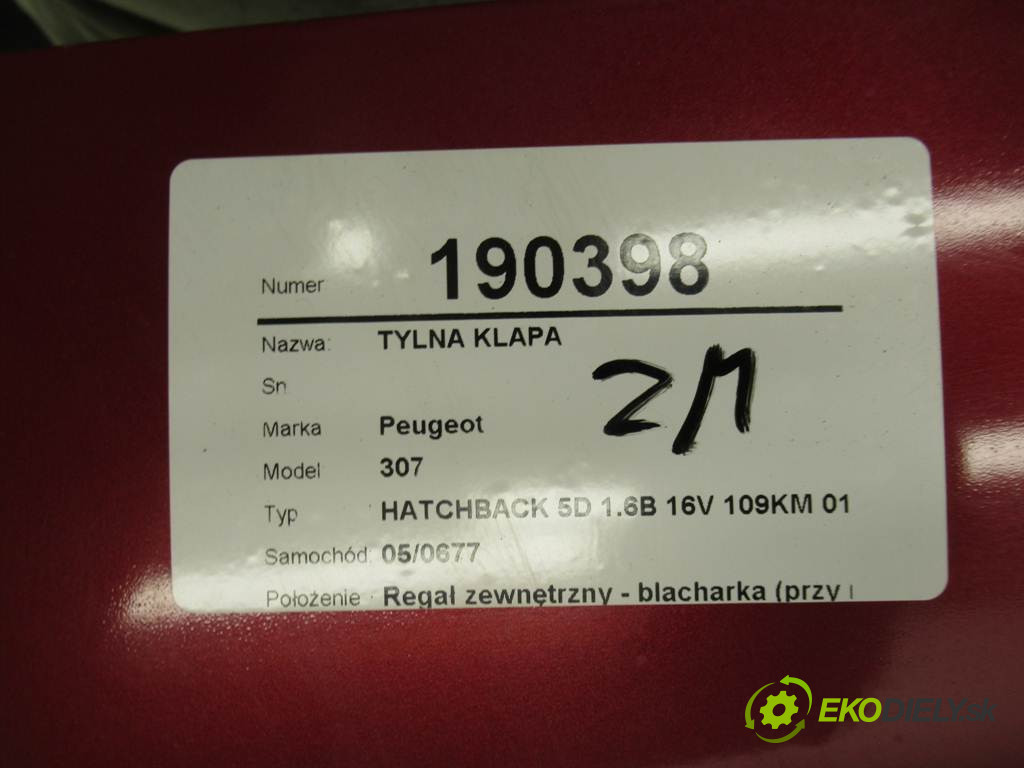 Numer 190398
Nazwa: TYLNA KLAPA
Sn
Marka Peugeot
Model 307
Typ HATCHBACK 5D 1.6B 16V 109KM 01
Samochód: 05/0677
Położenie Regał zewnętrzny - blacharka (przy
EKODIELY.sk